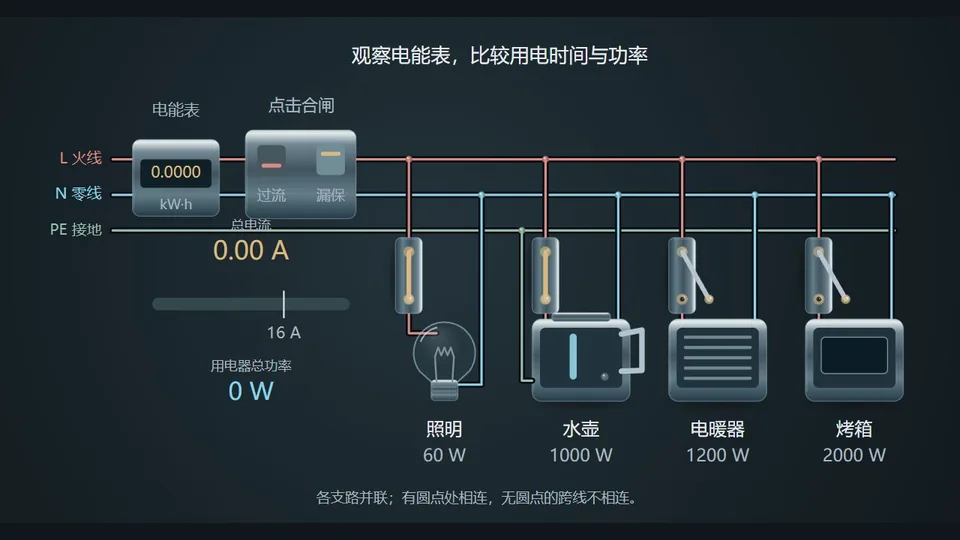 观察电能表，比较用电时间与功率
电能表
点击合闸
L 火线
0.0000
kW·h
过流
漏保
N 零线
PE 接地
总电流
0.00 A
16 A
用电器总功率
0 W
照明
60 W
水壶
1000 W
电暖器
1200 W
烤箱
2000 W
各支路并联；有圆点处相连，无圆点的跨线不相连。